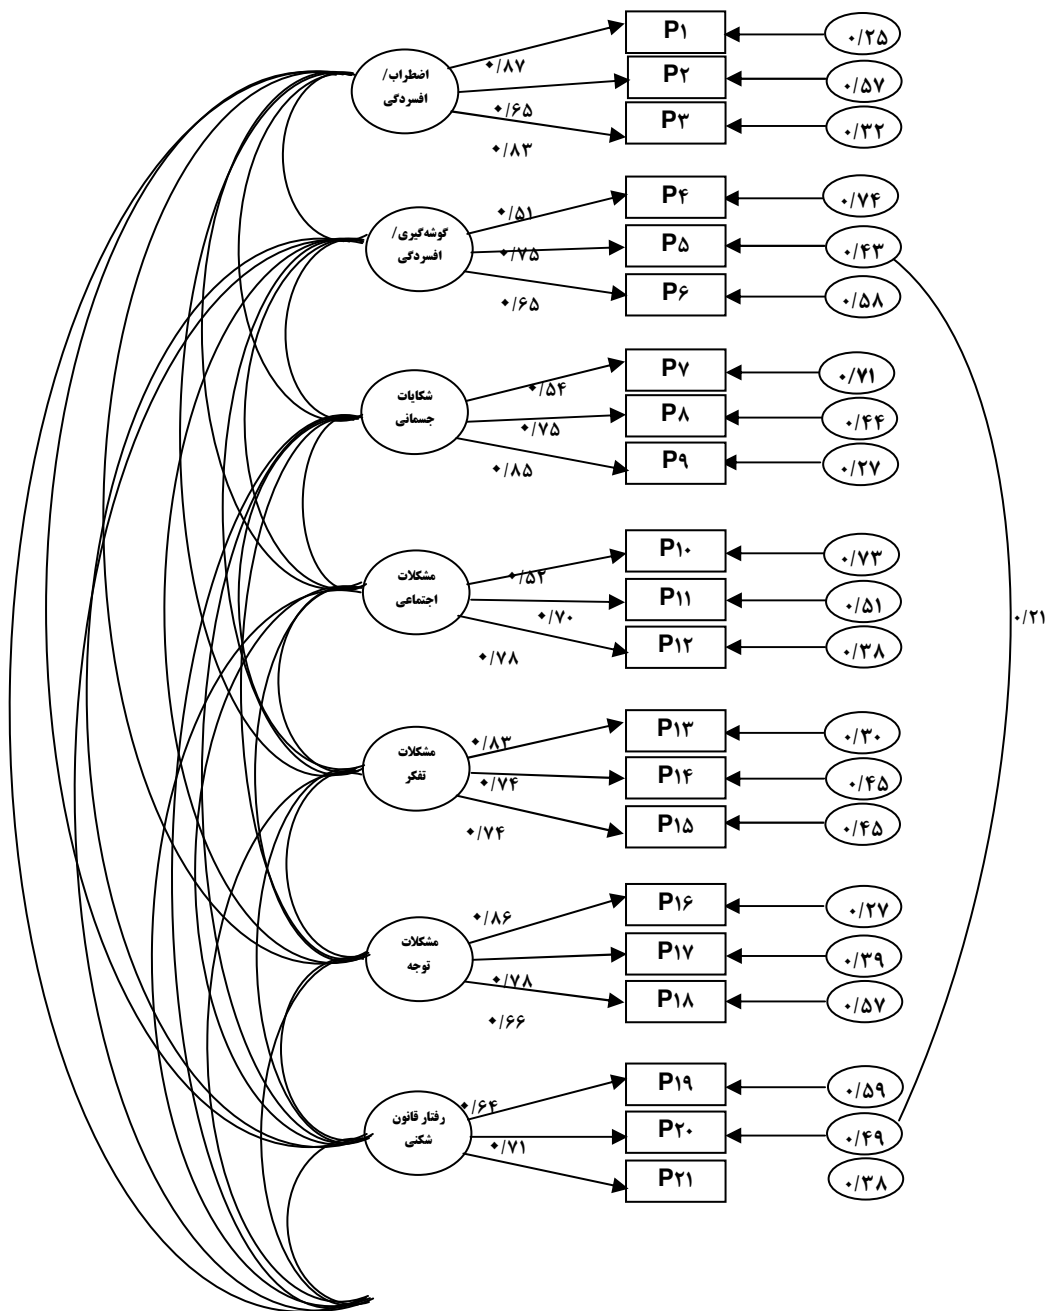 اضطراب/
افسردگی
۰/۸۷
P۱
۰/۲۵
۰/۶۵
P۲
۰/۵۷
۰/۸۳
P۳
۰/۳۲
گوشه‌گیری/
افسردگی
۰/۵۱
P۴
۰/۷۴
۰/۷۵
P۵
۰/۴۳
۰/۶۵
P۶
۰/۵۸
شکایات
جسمانی
۰/۵۴
P۷
۰/۷۱
۰/۷۵
P۸
۰/۴۴
۰/۸۵
P۹
۰/۲۷
مشکلات
اجتماعی
۰/۵۲
P۱۰
۰/۷۳
۰/۷۰
P۱۱
۰/۵۱
۰/۷۸
P۱۲
۰/۳۸
۰/۲۱
مشکلات
تفکر
۰/۸۳
P۱۳
۰/۳۰
۰/۷۴
P۱۴
۰/۴۵
۰/۷۴
P۱۵
۰/۴۵
مشکلات
توجه
۰/۸۶
P۱۶
۰/۲۷
۰/۷۸
P۱۷
۰/۳۹
۰/۶۶
P۱۸
۰/۵۷
رفتار قانون
شکنی
۰/۶۴
P۱۹
۰/۵۹
۰/۷۱
P۲۰
۰/۴۹
P۲۱
۰/۳۸